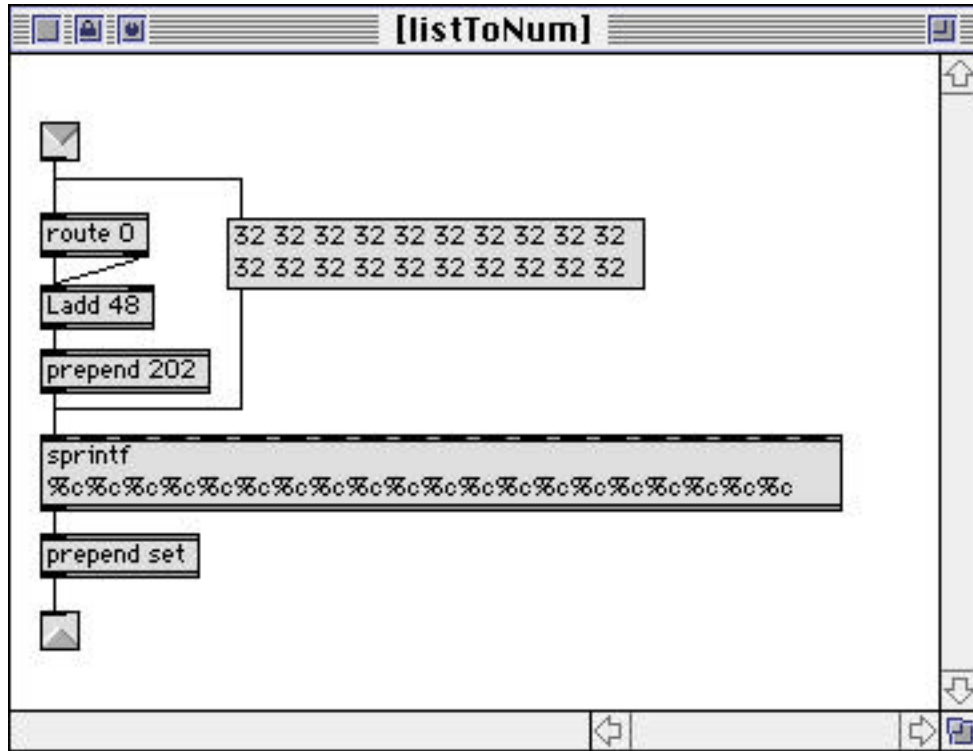 [listToNum]
route 0
32 32 32 32 32 32 32 32 32 32
32 32 32 32 32 32 32 32 32 32
Ladd 48
prepend 202
sprintf
%c%c%c%c%c%c%c%c%c%c%c%c%c%c%c%c%c%c%c%c
prepend set